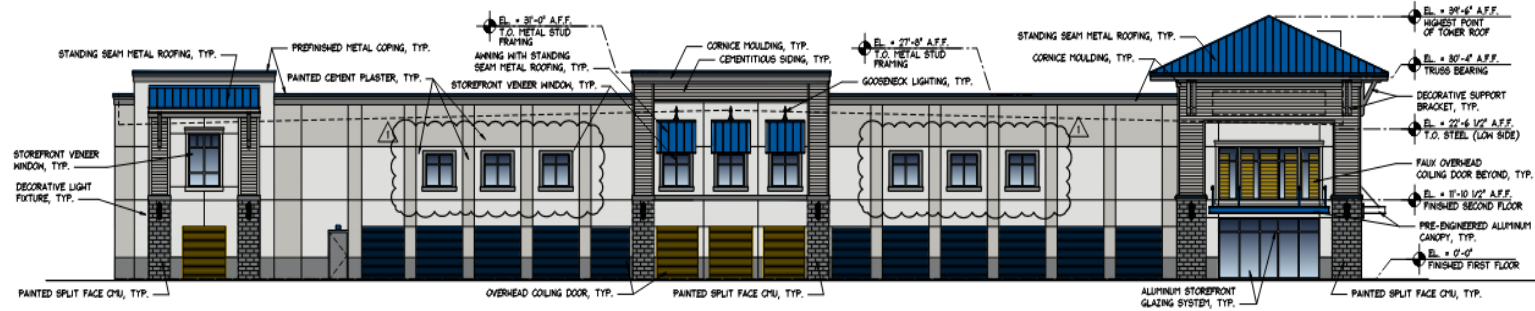 EL. = 31'-0" A.F.F.
T.O. METAL STUD
FRAMING
STANDING SEAM METAL ROOFING, TYP.
PREFINISHED METAL COPING, TYP.
AWNING WITH STANDING
SEAM METAL ROOFING, TYP.
PAINTED CEMENT PLASTER, TYP.
STOREFRONT VENEER WINDOW, TYP.
CORNICE MOULDING, TYP.
CEMENTITIOUS SIDING, TYP.
EL. = 27'-8" A.F.F.
T.O. METAL STUD
FRAMING
GOOSENECK LIGHTING, TYP.
STANDING SEAM METAL ROOFING, TYP.
CORNICE MOULDING, TYP.
EL. = 39'-6" A.F.F.
HIGHEST POINT
OF TOWER ROOF
EL. = 30'-4" A.F.F.
TRUSS BEARING
DECORATIVE SUPPORT
BRACKET, TYP.
EL. = 22'-6 1/2" A.F.F.
T.O. STEEL (LOW SIDE)
FAUX OVERHEAD
COILING DOOR BEYOND, TYP.
EL. = 11'-10 1/2" A.F.F.
FINISHED SECOND FLOOR
PRE-ENGINEERED ALUMINUM
CANOPY, TYP.
EL. = 0'-0"
FINISHED FIRST FLOOR
STOREFRONT VENEER
WINDOW, TYP.
DECORATIVE LIGHT
FIXTURE, TYP.
PAINTED SPLIT FACE CMU, TYP.
OVERHEAD COILING DOOR, TYP.
PAINTED SPLIT FACE CMU, TYP.
ALUMINUM STOREFRONT
GLAZING SYSTEM, TYP.
PAINTED SPLIT FACE CMU, TYP.